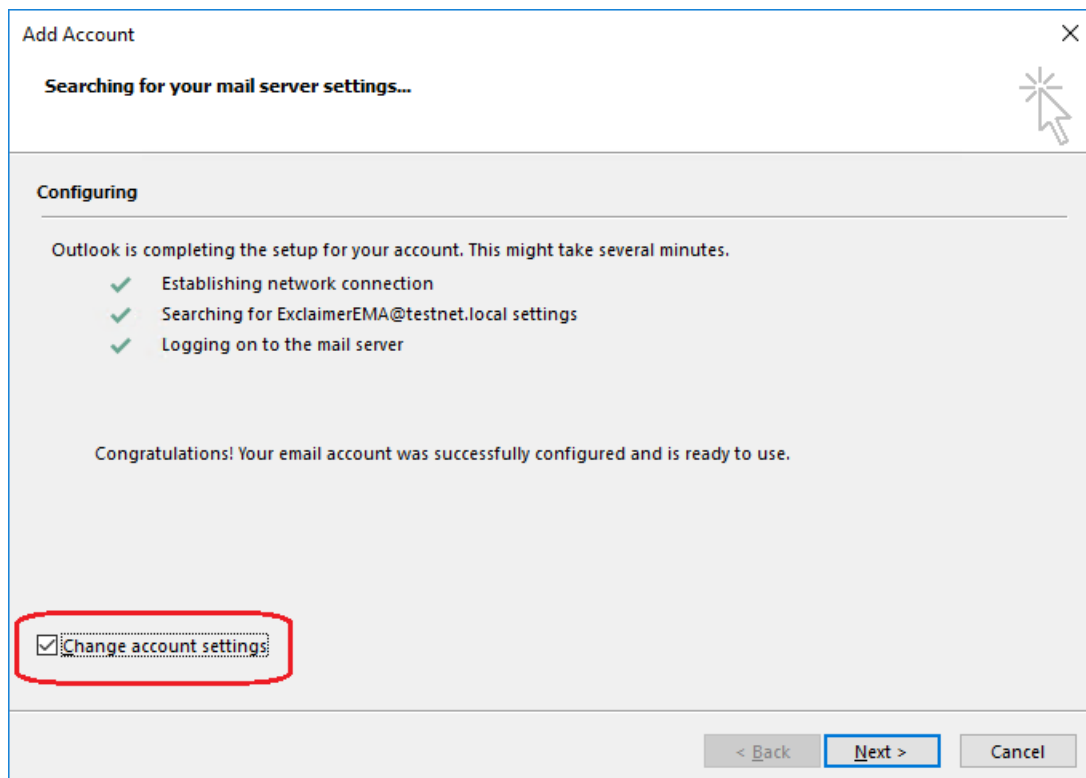 Add Account
Searching for your mail server settings...
Configuring
Outlook is completing the setup for your account. This might take several minutes.
Establishing network connection
Searching for ExclaimerEMA@testnet.local settings
Logging on to the mail server
Congratulations! Your email account was successfully configured and is ready to use.
Change account settings
< Back Next > Cancel